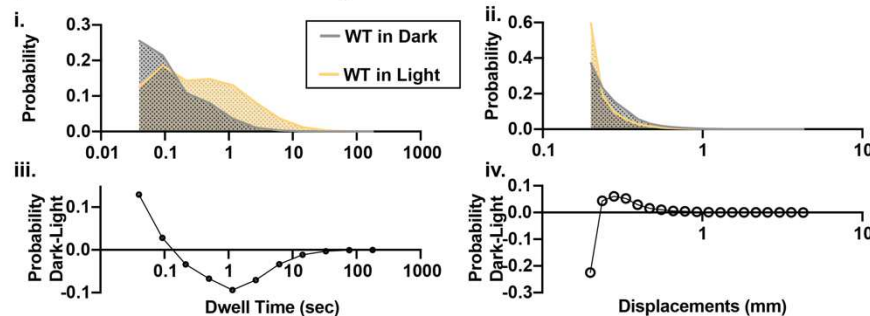 i.
Probability
0.3
0.2
0.1
0.0
0.01
0.1
1
10
100
1000
WT in Dark
WT in Light
ii.
Probability
0.6
0.4
0.2
0.0
0.1
1
10
iii.
Probability
Dark-Light
0.1
0.0
-0.1
0.1
1
10
100
1000
Dwell Time (sec)
iv.
Probability
Dark-Light
0.1
0.0
-0.1
-0.2
-0.3
1
10
Displacements (mm)